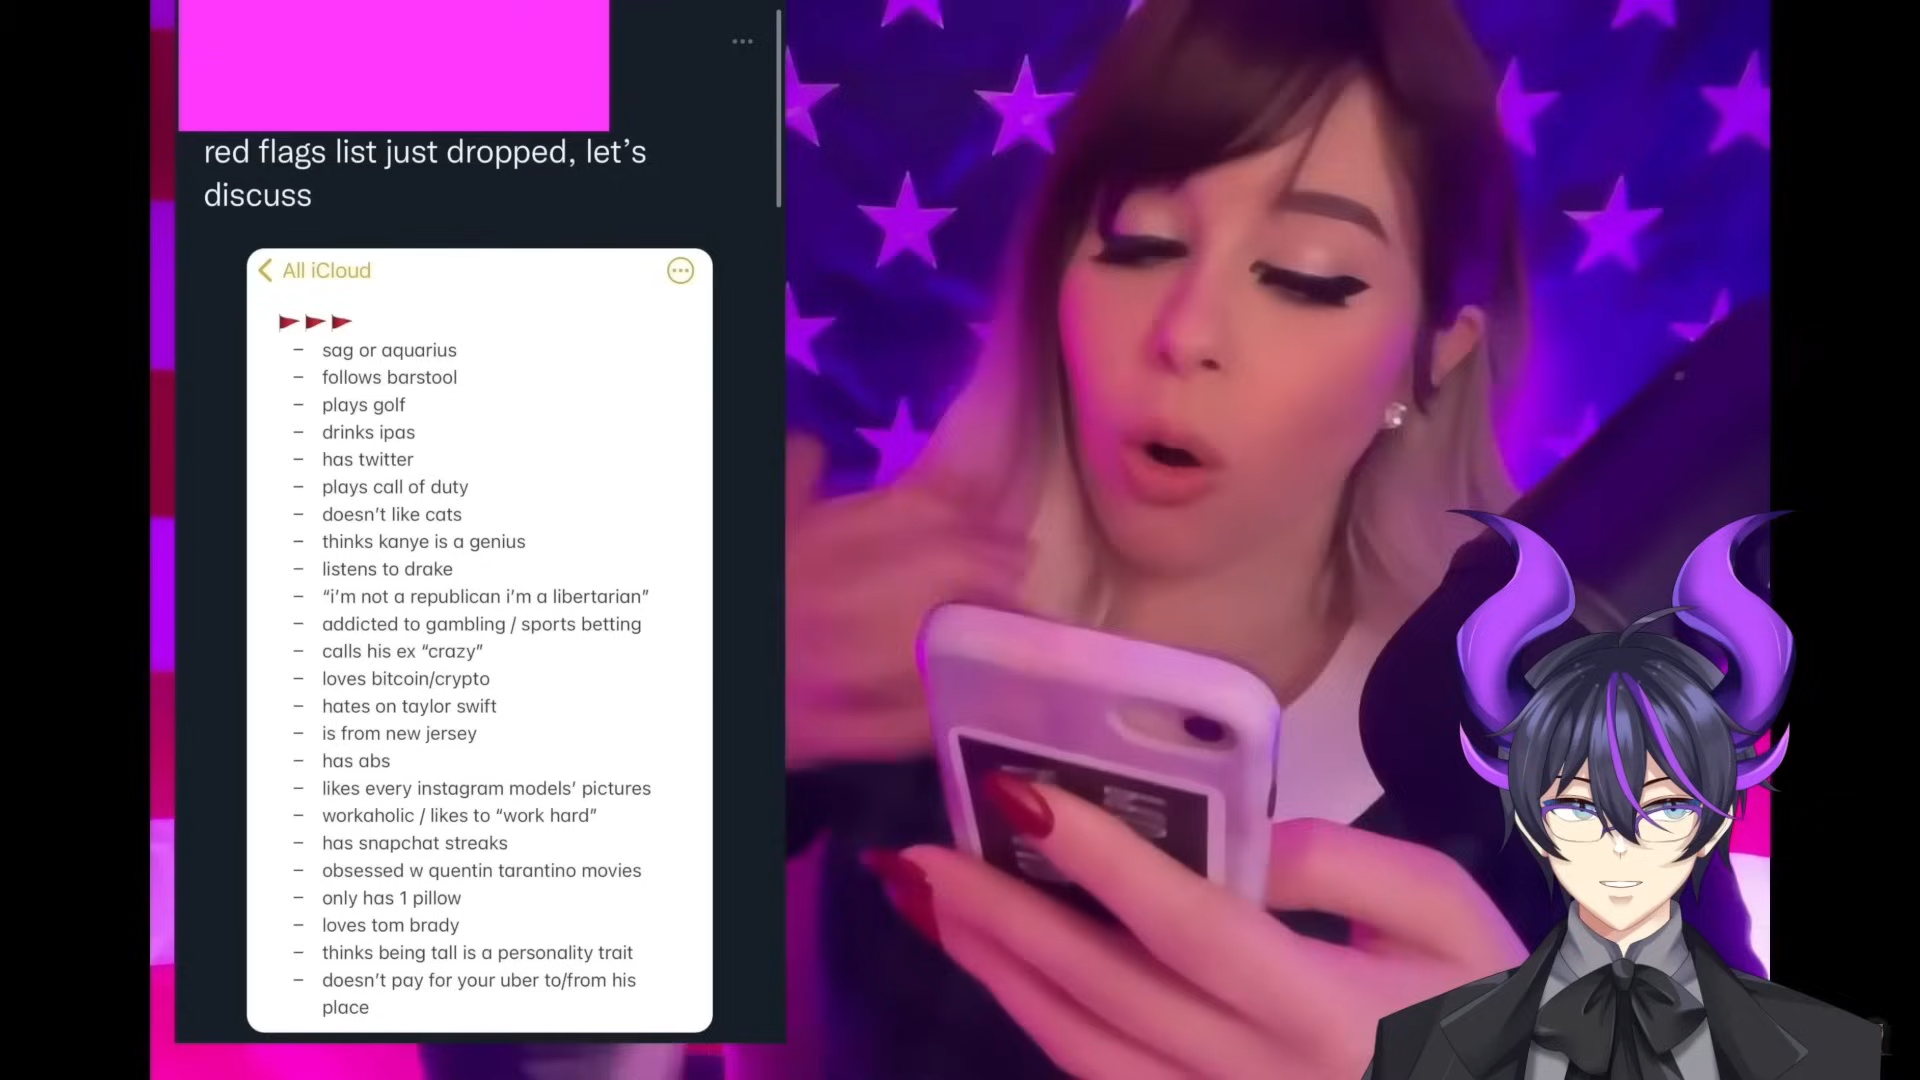 red flags list just dropped, let’s
discuss
All iCloud
– sag or aquarius
– follows barstool
– plays golf
– drinks ipas
– has twitter
– plays call of duty
– doesn’t like cats
– thinks kanye is a genius
– listens to drake
– “i’m not a republican i’m a libertarian”
– addicted to gambling / sports betting
– calls his ex “crazy”
– loves bitcoin/crypto
– hates on taylor swift
– is from new jersey
– has abs
– likes every instagram models’ pictures
– workaholic / likes to “work hard”
– has snapchat streaks
– obsessed w quentin tarantino movies
– only has 1 pillow
– loves tom brady
– thinks being tall is a personality trait
– doesn’t pay for your uber to/from his
place